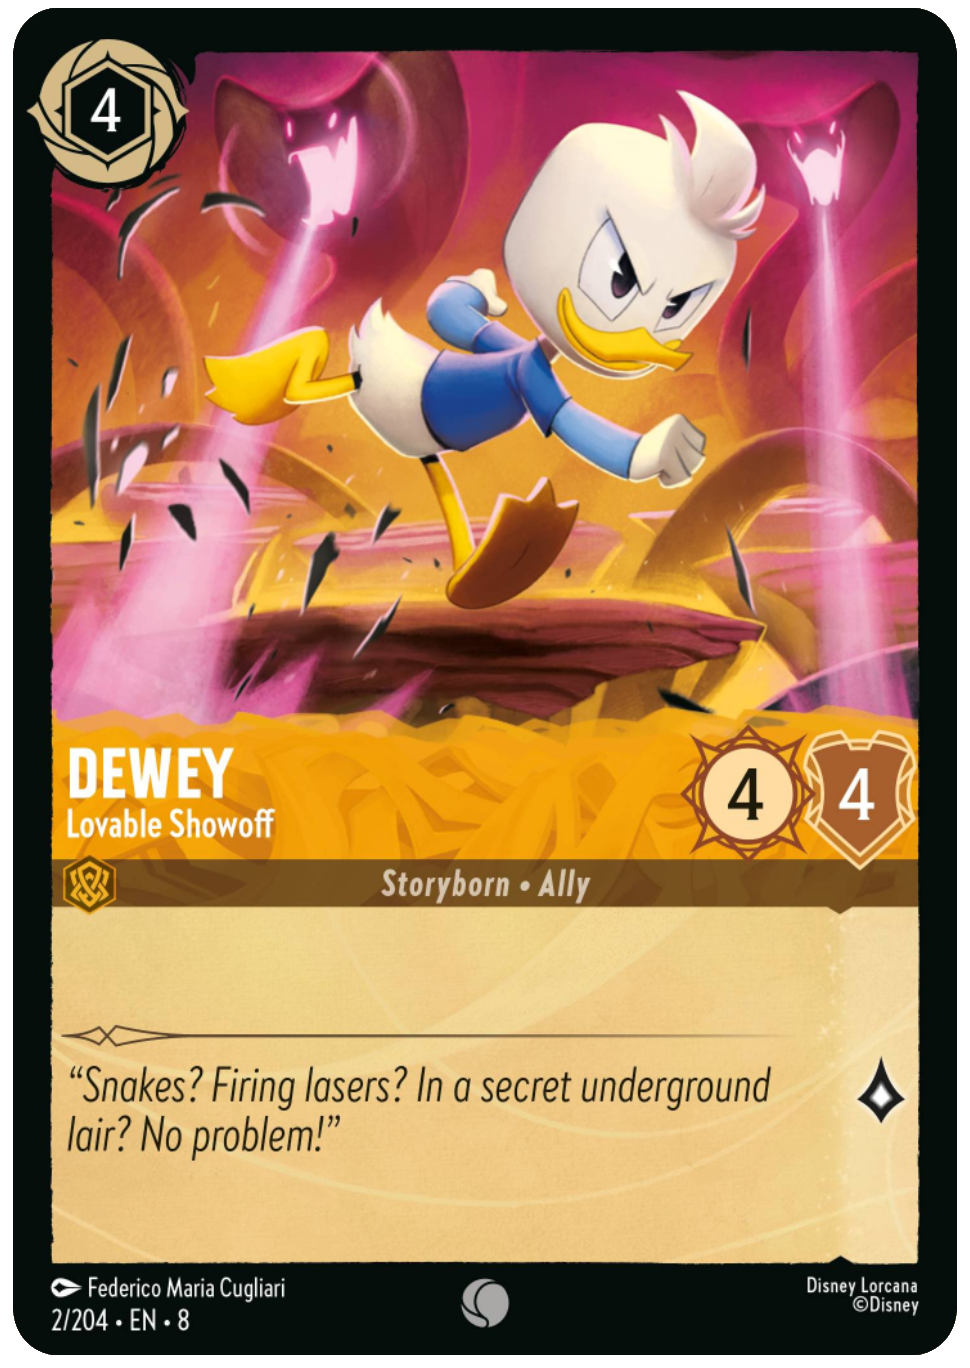 4
DEWEY
Lovable Showoff
4 4
Storyborn • Ally
“Snakes? Firing lasers? In a secret underground
lair? No problem!”
Federico Maria Cugliari
2/204 • EN • 8
Disney Lorcana
©Disney